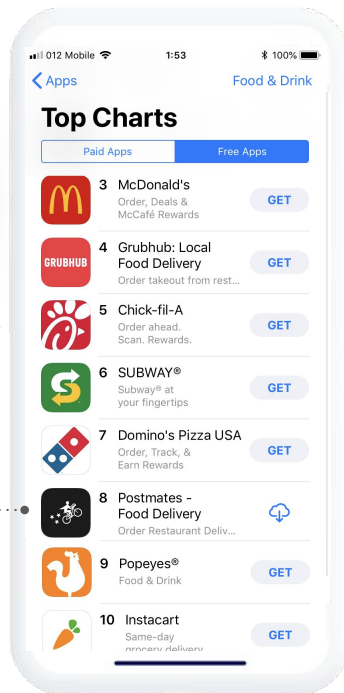 012 Mobile 1:53 100%
Apps Food & Drink
Top Charts
Paid Apps Free Apps
3 McDonald's
Order, Deals &
McCafé Rewards
GET
GRUBHUB
4 Grubhub: Local
Food Delivery
Order takeout from rest...
GET
5 Chick-fil-A
Order ahead.
Scan. Rewards.
GET
6 SUBWAY®
Subway® at
your fingertips
GET
7 Domino's Pizza USA
Order, Track, &
Earn Rewards
GET
8 Postmates -
Food Delivery
Order Restaurant Deliv...
9 Popeyes®
Food & Drink
GET
10 Instacart
Same-day
grocery delivery
GET